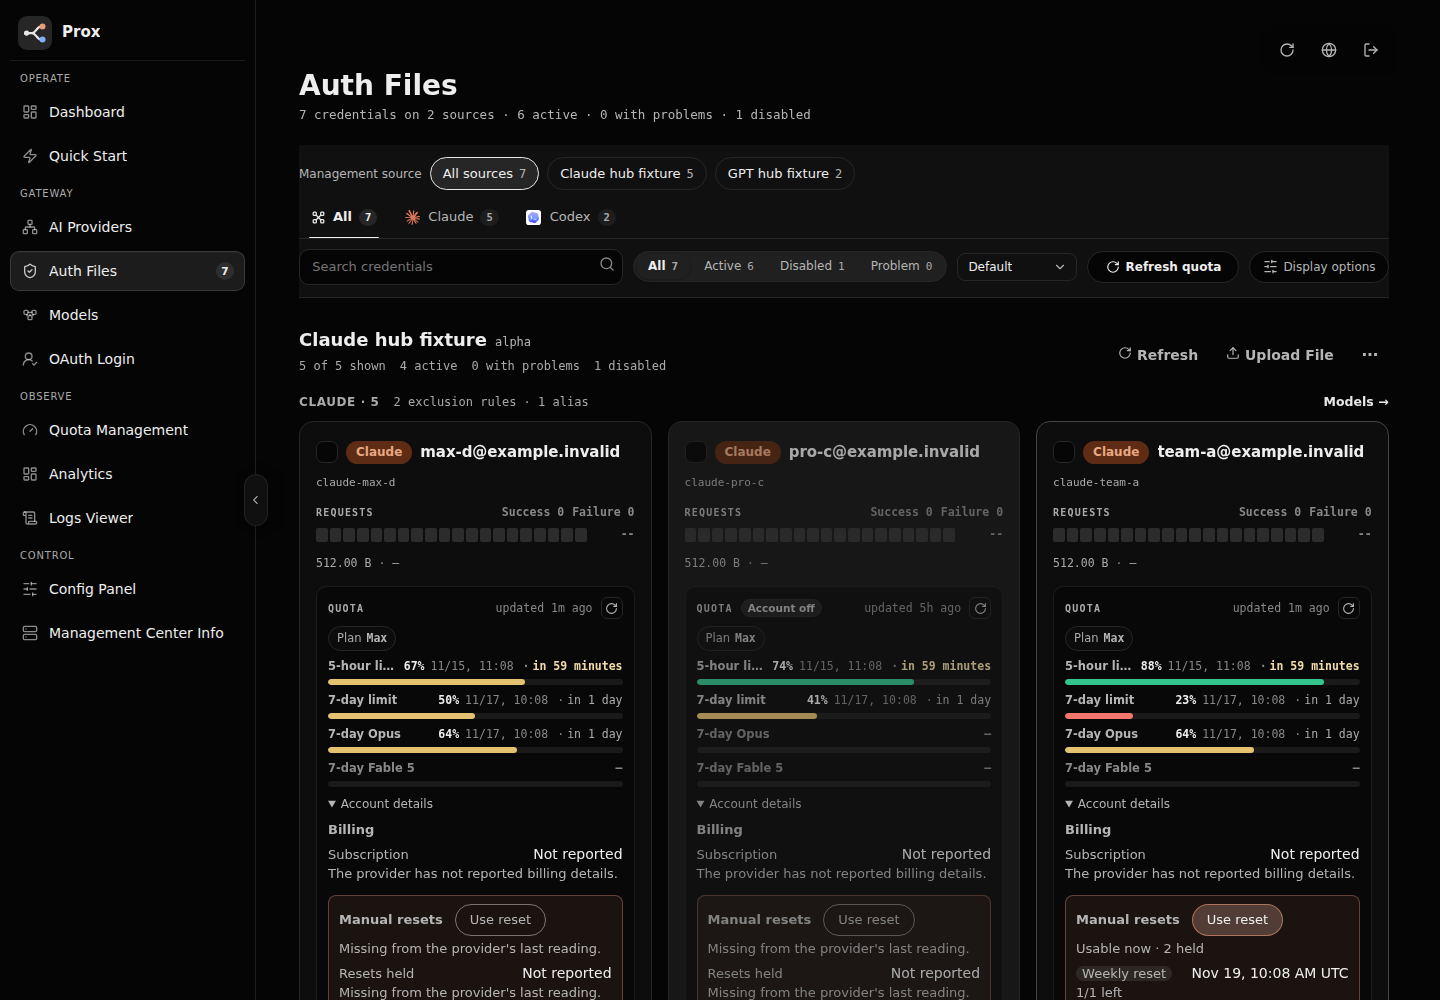 Prox
OPERATE
Dashboard
Quick Start
GATEWAY
AI Providers
Auth Files 7
Models
OAuth Login
OBSERVE
Quota Management
Analytics
Logs Viewer
CONTROL
Config Panel
Management Center Info
Auth Files
7 credentials on 2 sources · 6 active · 0 with problems · 1 disabled
Management source All sources 7 Claude hub fixture 5 GPT hub fixture 2
All 7 Claude 5 Codex 2
Search credentials All 7 Active 6 Disabled 1 Problem 0 Default Refresh quota Display options
Claude hub fixture alpha
5 of 5 shown 4 active 0 with problems 1 disabled
Refresh Upload File ···
CLAUDE · 5 2 exclusion rules · 1 alias Models →
Claude max-d@example.invalid
claude-max-d
REQUESTS Success 0 Failure 0
--
512.00 B · —
QUOTA updated 1m ago
Plan Max
5-hour li… 67% 11/15, 11:08 · in 59 minutes
7-day limit 50% 11/17, 10:08 · in 1 day
7-day Opus 64% 11/17, 10:08 · in 1 day
7-day Fable 5 —
▼ Account details
Billing
Subscription Not reported
The provider has not reported billing details.
Manual resets Use reset
Missing from the provider's last reading.
Resets held Not reported
Missing from the provider's last reading.
Claude pro-c@example.invalid
claude-pro-c
REQUESTS Success 0 Failure 0
--
512.00 B · —
QUOTA Account off updated 5h ago
Plan Max
5-hour li… 74% 11/15, 11:08 · in 59 minutes
7-day limit 41% 11/17, 10:08 · in 1 day
7-day Opus —
7-day Fable 5 —
▼ Account details
Billing
Subscription Not reported
The provider has not reported billing details.
Manual resets Use reset
Missing from the provider's last reading.
Resets held Not reported
Missing from the provider's last reading.
Claude team-a@example.invalid
claude-team-a
REQUESTS Success 0 Failure 0
--
512.00 B · —
QUOTA updated 1m ago
Plan Max
5-hour li… 88% 11/15, 11:08 · in 59 minutes
7-day limit 23% 11/17, 10:08 · in 1 day
7-day Opus 64% 11/17, 10:08 · in 1 day
7-day Fable 5 —
▼ Account details
Billing
Subscription Not reported
The provider has not reported billing details.
Manual resets Use reset
Usable now · 2 held
Weekly reset Nov 19, 10:08 AM UTC
1/1 left